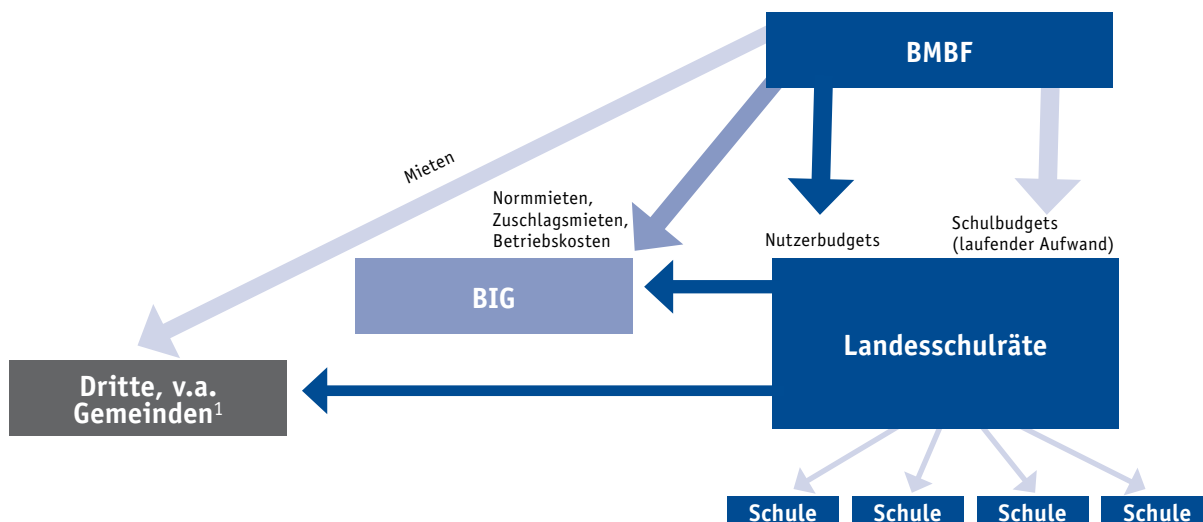 BMBF
Mieten
Normmieten,
Zuschlagsmieten,
Betriebskosten
Nutzerbudgets
Schulbudgets
(laufender Aufwand)
BIG
Landesschulräte
Dritte, v.a.
Gemeinden¹
Schule
Schule
Schule
Schule